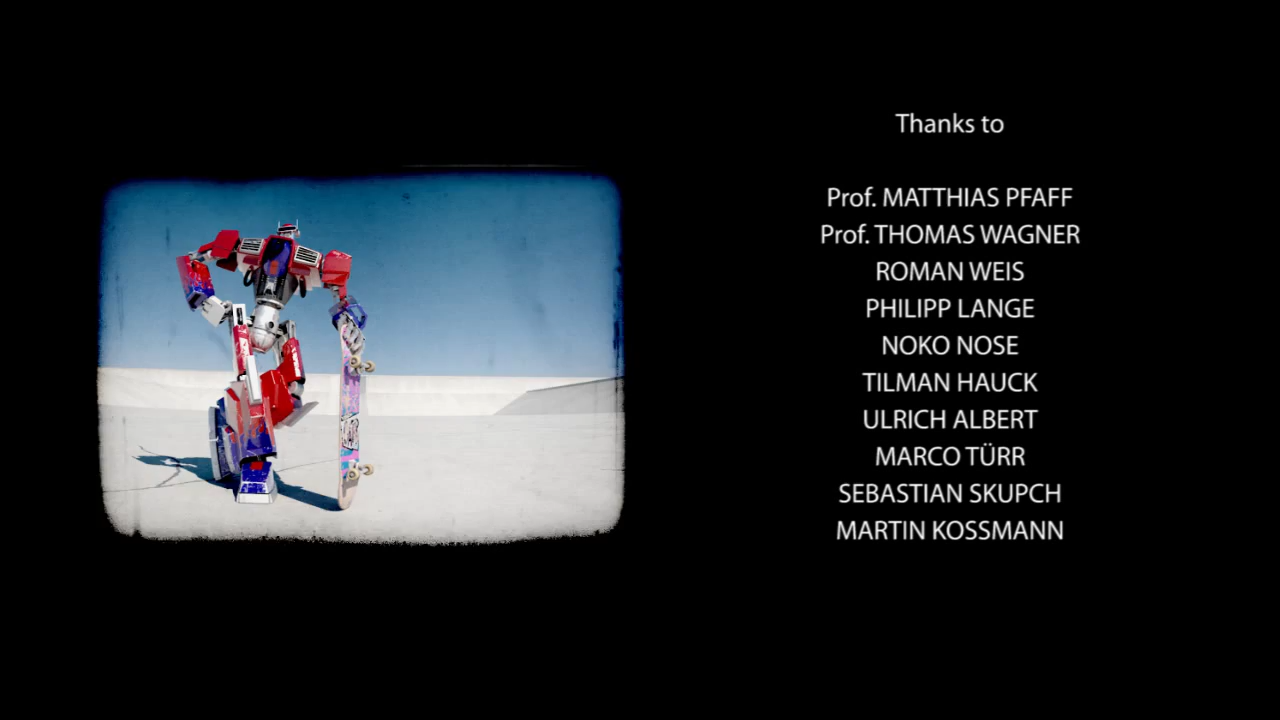 Thanks to
Prof. MATTHIAS PFAFF
Prof. THOMAS WAGNER
ROMAN WEIS
PHILIPP LANGE
NOKO NOSE
TILMAN HAUCK
ULRICH ALBERT
MARCO TÜRR
SEBASTIAN SKUPCH
MARTIN KOSSMANN